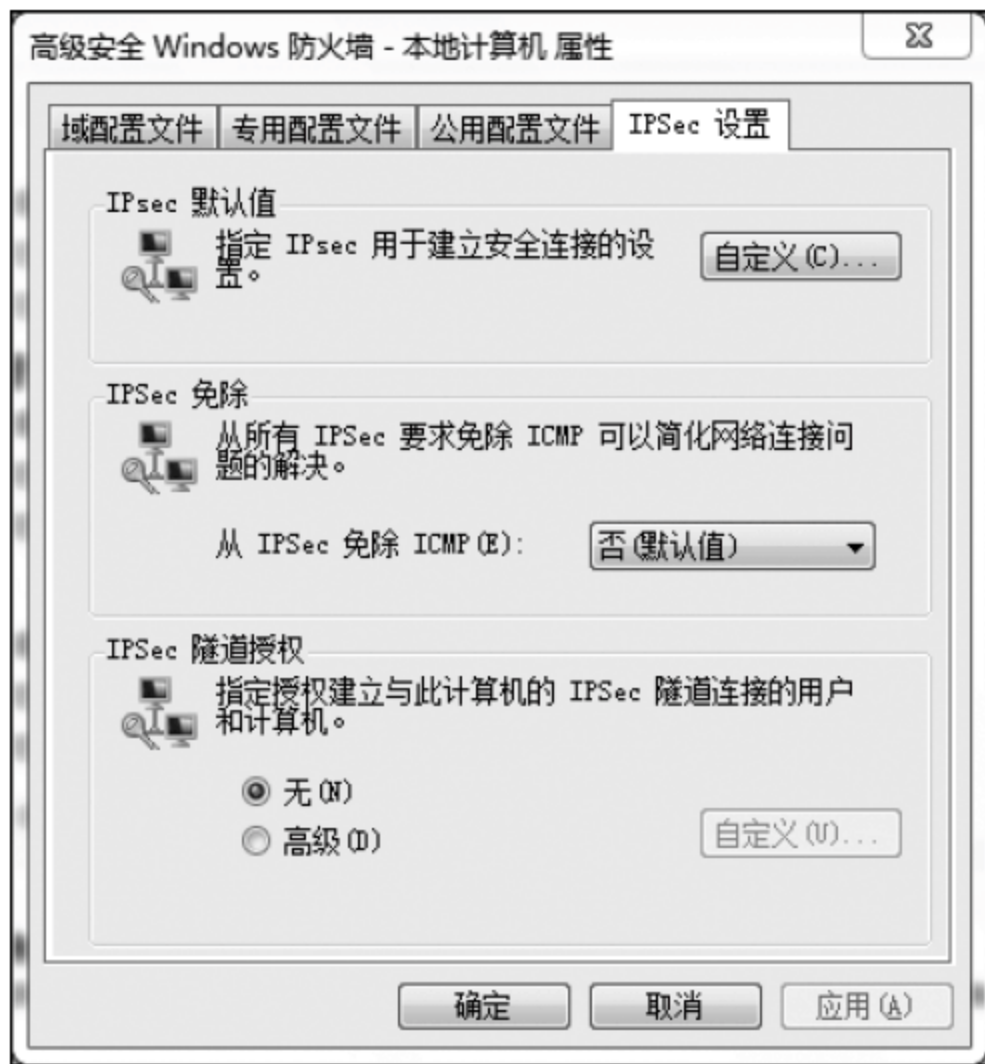 高级安全 Windows 防火墙 - 本地计算机 属性
域配置文件 专用配置文件 公用配置文件 IPSec 设置
IPsec 默认值
指定 IPsec 用于建立安全连接的设
置。
自定义(C)...
IPSec 免除
从所有 IPSec 要求免除 ICMP 可以简化网络连接问
题的解决。
从 IPSec 免除 ICMP(E): 否(默认值)
IPSec 隧道授权
指定授权建立与此计算机的 IPSec 隧道连接的用户
和计算机。
无(N)
高级(D)
自定义(U)...
确定 取消 应用(A)